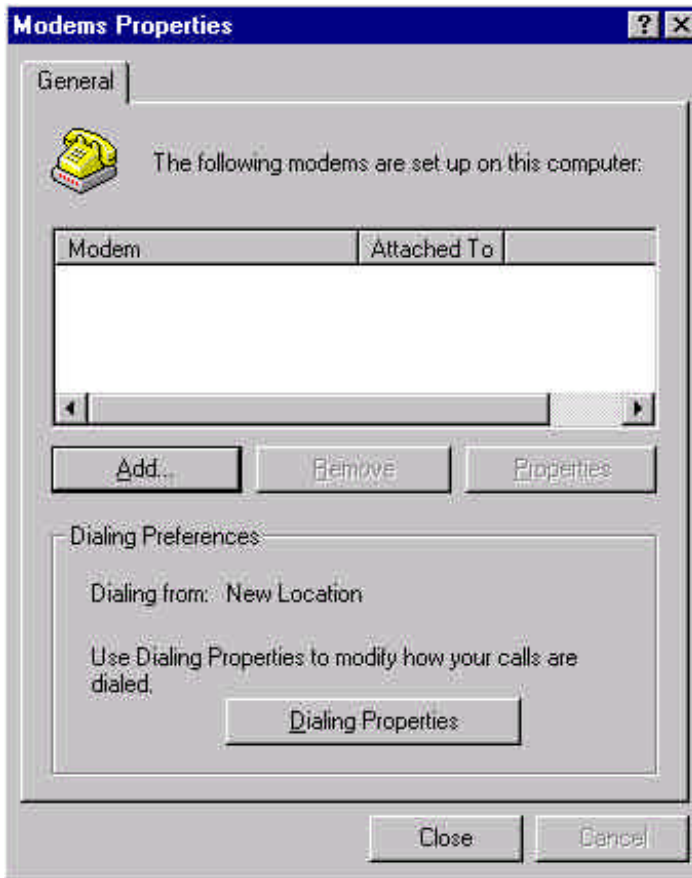 Modems Properties
General
The following modems are set up on this computer:
Modem Attached To
Add... Remove Properties
Dialing Preferences
Dialing from: New Location
Use Dialing Properties to modify how your calls are
dialed.
Dialing Properties
Close Cancel